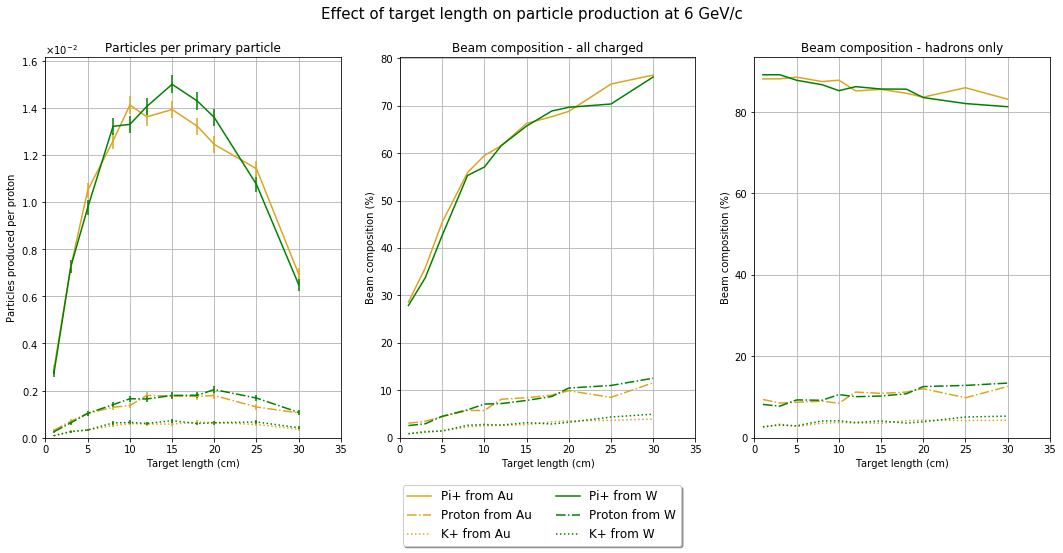 Effect of target length on particle production at 6 GeV/c
×10⁻² Particles per primary particle
Particles produced per proton
1.6
1.4
1.2
1.0
0.8
0.6
0.4
0.2
0.0
0 5 10 15 20 25 30 35
Target length (cm)
Beam composition - all charged
Beam composition (%)
80
70
60
50
40
30
20
10
0
0 5 10 15 20 25 30 35
Target length (cm)
Beam composition - hadrons only
Beam composition (%)
80
60
40
20
0
0 5 10 15 20 25 30 35
Target length (cm)
Pi+ from Au
Proton from Au
K+ from Au
Pi+ from W
Proton from W
K+ from W